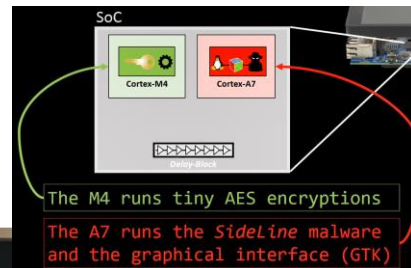 SoC
Cortex-M4
Cortex-A7
Delay-Block
The M4 runs tiny AES encryptions
The A7 runs the SideLine malware
and the graphical interface (GTK)